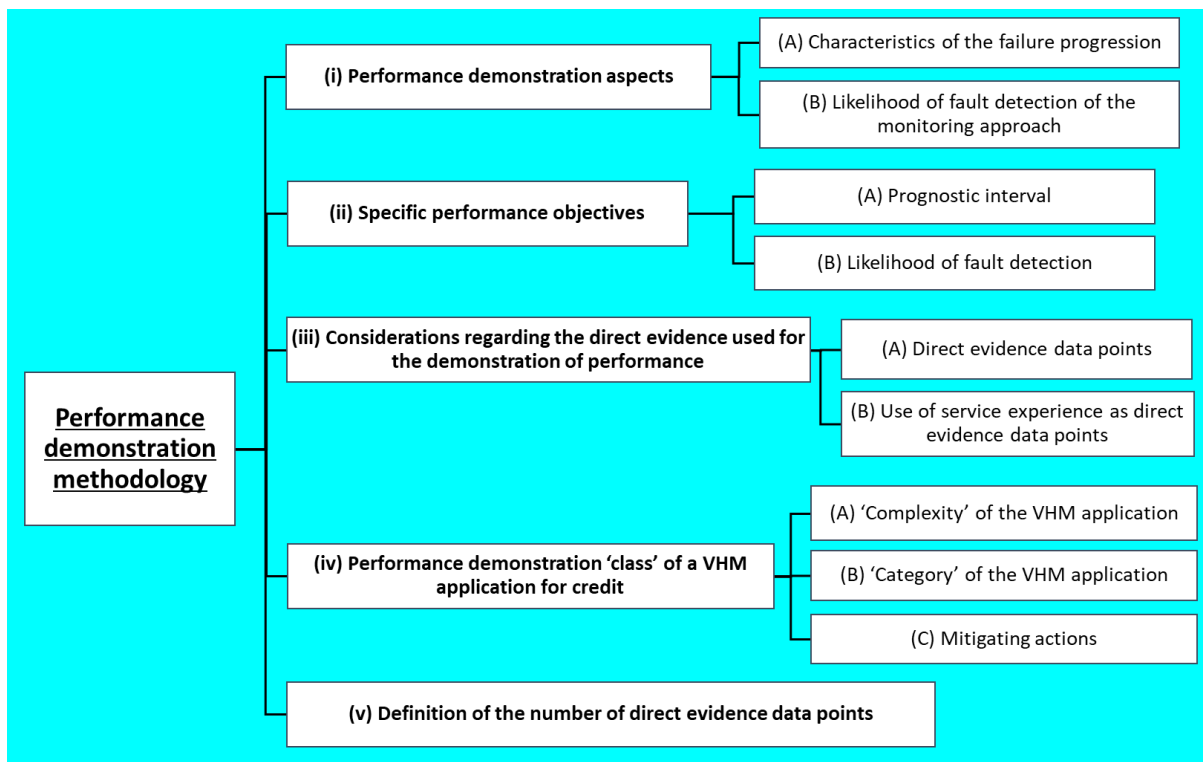 Performance
demonstration
methodology
(i) Performance demonstration aspects
(A) Characteristics of the failure progression
(B) Likelihood of fault detection of the
monitoring approach
(ii) Specific performance objectives
(A) Prognostic interval
(B) Likelihood of fault detection
(iii) Considerations regarding the direct evidence used for
the demonstration of performance
(A) Direct evidence data points
(B) Use of service experience as direct
evidence data points
(iv) Performance demonstration ‘class’ of a VHM
application for credit
(A) ‘Complexity’ of the VHM application
(B) ‘Category’ of the VHM application
(C) Mitigating actions
(v) Definition of the number of direct evidence data points